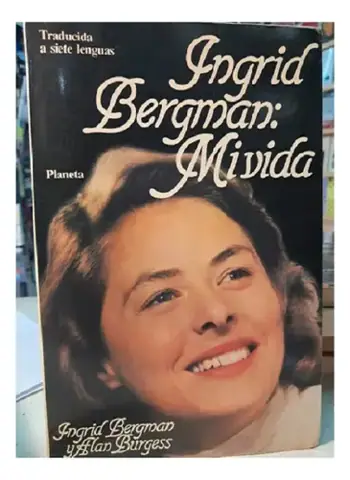 Traducida
a siete lenguas
Ingrid
Bergman:
Mi vida
Planeta
Ingrid Bergman
y Alan Burgess